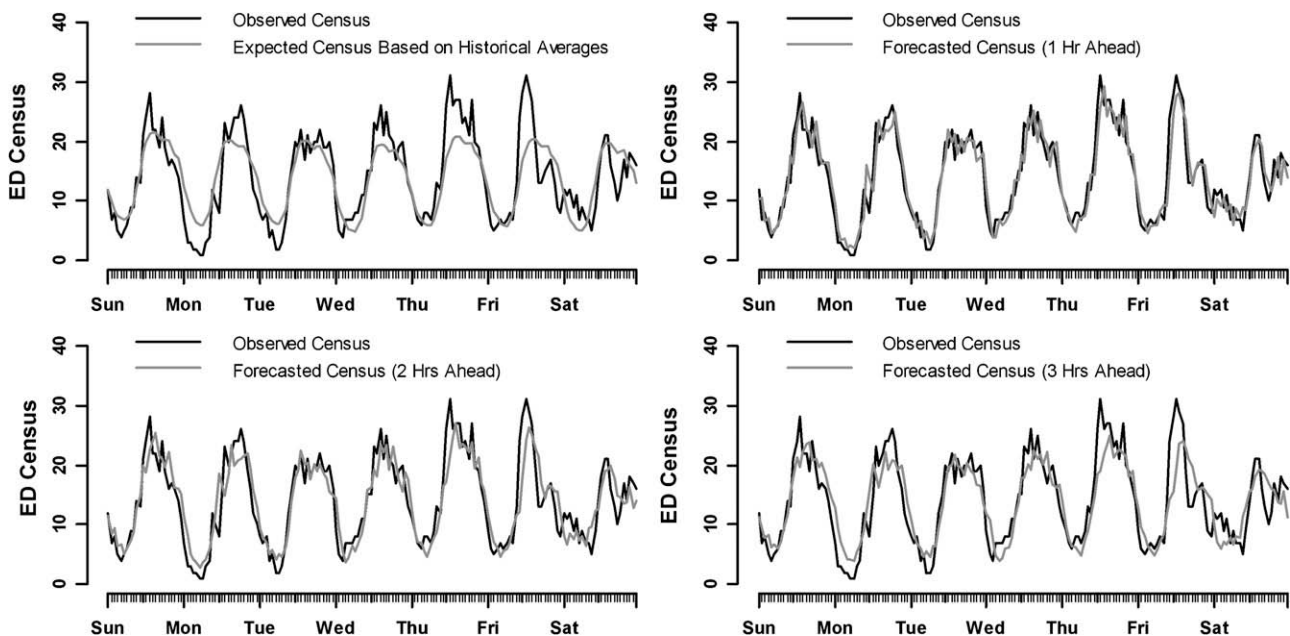 Observed Census
Expected Census Based on Historical Averages
ED Census
40
30
20
10
0
Sun Mon Tue Wed Thu Fri Sat
Observed Census
Forecasted Census (1 Hr Ahead)
ED Census
40
30
20
10
0
Sun Mon Tue Wed Thu Fri Sat
Observed Census
Forecasted Census (2 Hrs Ahead)
ED Census
40
30
20
10
0
Sun Mon Tue Wed Thu Fri Sat
Observed Census
Forecasted Census (3 Hrs Ahead)
ED Census
40
30
20
10
0
Sun Mon Tue Wed Thu Fri Sat